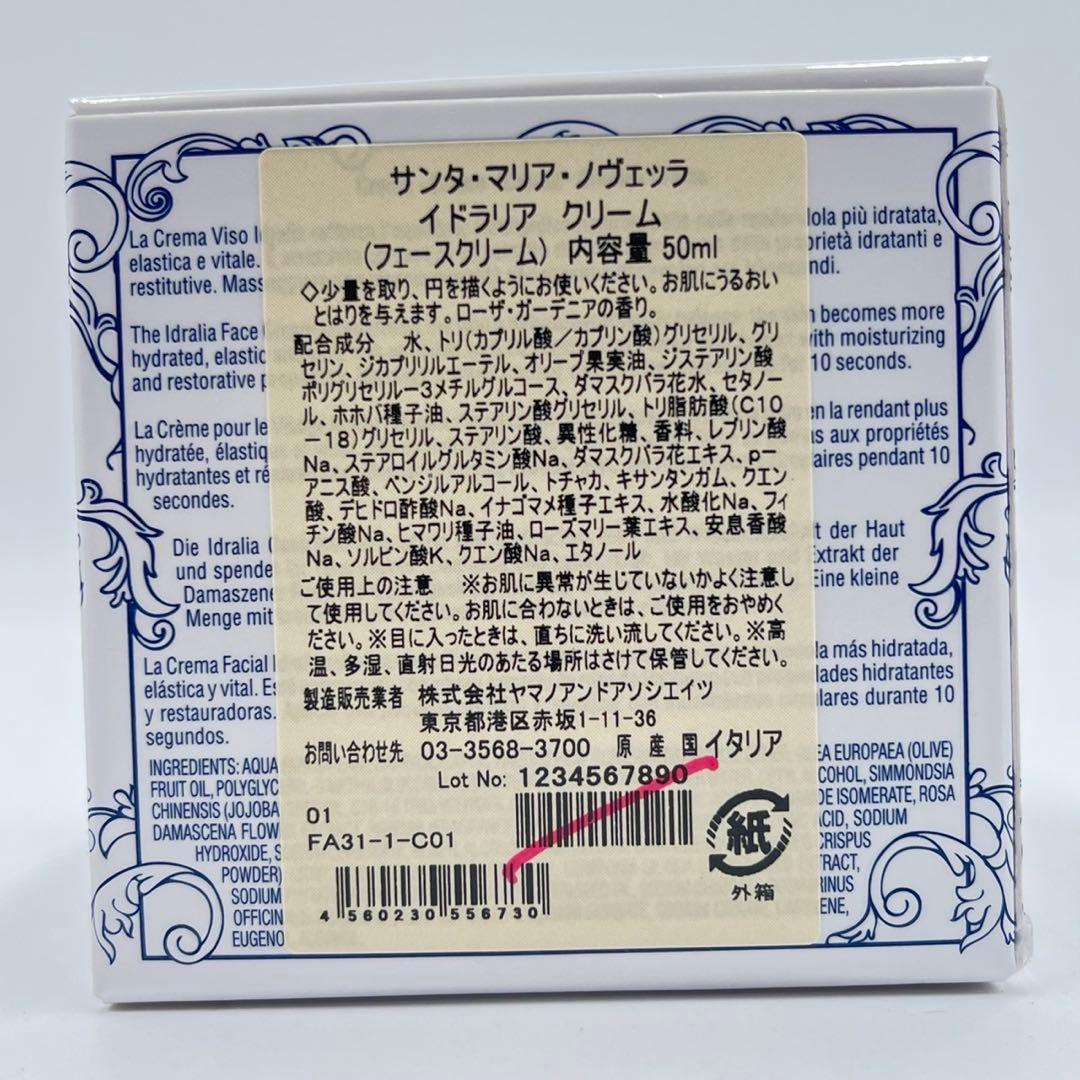 サンタ・マリア・ノヴェッラ
イドラリア クリーム
(フェースクリーム) 内容量 50ml
◇少量を取り、円を描くようにお使いください。お肌にうるおい
とはりを与えます。ローザ・ガーデニアの香り。
配合成分 水、トリ(カプリル酸/カプリン酸)グリセリル、グリ
セリン、ジカプリリルエーテル、オリーブ果実油、ジステアリン酸
ポリグリセリル-3メチルグルコース、ダマスクバラ花水、セタノー
ル、ホホバ種子油、ステアリン酸グリセリル、トリ脂肪酸(C10
-18)グリセリル、ステアリン酸、異性化糖、香料、レブリン酸
Na、ステアロイルグルタミン酸Na、ダマスクバラ花エキス、p-
アニス酸、ベンジルアルコール、トチャカ、キサンタンガム、クエン
酸、デヒドロ酢酸Na、イナゴマメ種子エキス、水酸化Na、フィ
チン酸Na、ヒマワリ種子油、ローズマリー葉エキス、安息香酸
Na、ソルビン酸K、クエン酸Na、エタノール
ご使用上の注意 ※お肌に異常が生じていないかよく注意し
て使用してください。お肌に合わないときは、ご使用をおやめく
ださい。※目に入ったときは、直ちに洗い流してください。※高
温、多湿、直射日光のあたる場所はさけて保管してください。
製造販売業者 株式会社ヤマノアンドアソシエイツ
東京都港区赤坂1-11-36
お問い合わせ先 03-3568-3700 原産国 イタリア
Lot No: 1234567890
01
FA31-1-C01
紙
外箱
4 560230 556730
La Crema Viso
elastica e vitale.
restitutive.
The Idralia Face
hydrated,
and restorative
La Crème pour le
hydratée,
hydratantes et
secondes.
Die Idralia
und
Menge mit
La Crema Facial
elástica y vital.
y restauradoras.
segundos.
INGREDIENTS: AQUA
FRUIT OIL,
CHINENSIS (JOJOBA
DAMASCENA
HYDROXIDE,
POWDER)
SODIUM
più idratata,
idratanti e
becomes more
with moisturizing
10 seconds.
en la rendant plus
aux propriétés
pendant 10
der Haut
Extrakt der
Eine kleine
más hidratada,
hidratantes
durante 10
EUROPAEA (OLIVE)
SIMMONDSIA
ISOMERATE, ROSA
SODIUM
CRISPUS